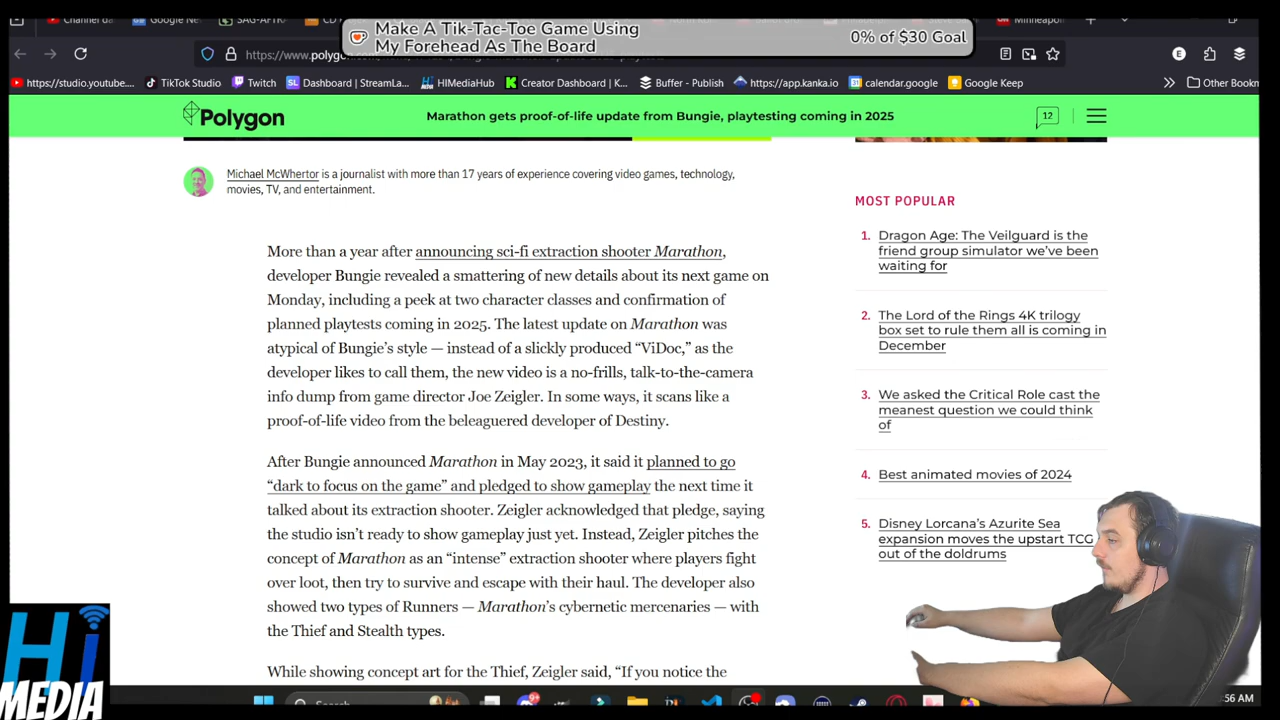 Make A Tik-Tac-Toe Game Using
My Forehead As The Board
0% of $30 Goal
https://www.polygon
https://studio.youtube...
TikTok Studio
Twitch
Dashboard | StreamLa...
HIMediaHub
Creator Dashboard | K...
Buffer - Publish
https://app.kanka.io
calendar.google
Google Keep
Other Bookm
Polygon
Marathon gets proof-of-life update from Bungie, playtesting coming in 2025
12
Michael McWhertor is a journalist with more than 17 years of experience covering video games, technology,
movies, TV, and entertainment.
More than a year after announcing sci-fi extraction shooter Marathon,
developer Bungie revealed a smattering of new details about its next game on
Monday, including a peek at two character classes and confirmation of
planned playtests coming in 2025. The latest update on Marathon was
atypical of Bungie's style — instead of a slickly produced “ViDoc,” as the
developer likes to call them, the new video is a no-frills, talk-to-the-camera
info dump from game director Joe Zeigler. In some ways, it scans like a
proof-of-life video from the beleaguered developer of Destiny.
After Bungie announced Marathon in May 2023, it said it planned to go
“dark to focus on the game” and pledged to show gameplay the next time it
talked about its extraction shooter. Zeigler acknowledged that pledge, saying
the studio isn't ready to show gameplay just yet. Instead, Zeigler pitches the
concept of Marathon as an “intense” extraction shooter where players fight
over loot, then try to survive and escape with their haul. The developer also
showed two types of Runners — Marathon's cybernetic mercenaries — with
the Thief and Stealth types.
While showing concept art for the Thief, Zeigler said, “If you notice the
MOST POPULAR
1. Dragon Age: The Veilguard is the
friend group simulator we've been
waiting for
2. The Lord of the Rings 4K trilogy
box set to rule them all is coming in
December
3. We asked the Critical Role cast the
meanest question we could think
of
4. Best animated movies of 2024
5. Disney Lorcana's Azurite Sea
expansion moves the upstart TCG
out of the doldrums
Hi
MEDIA
Search
:56 AM